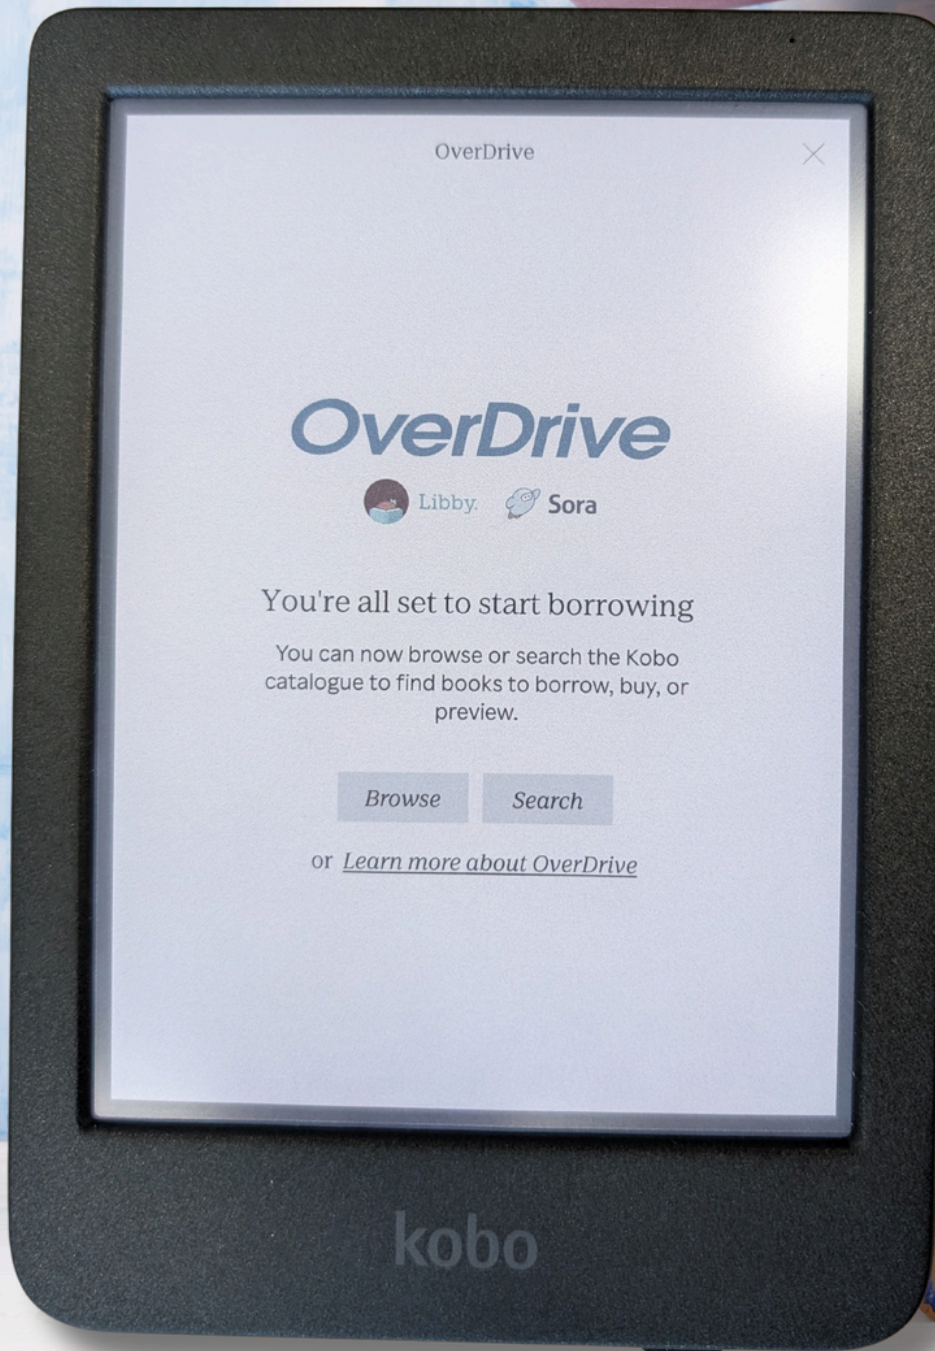 OverDrive
OverDrive
Libby. Sora
You're all set to start borrowing
You can now browse or search the Kobo
catalogue to find books to borrow, buy, or
preview.
Browse Search
or Learn more about OverDrive
kobo